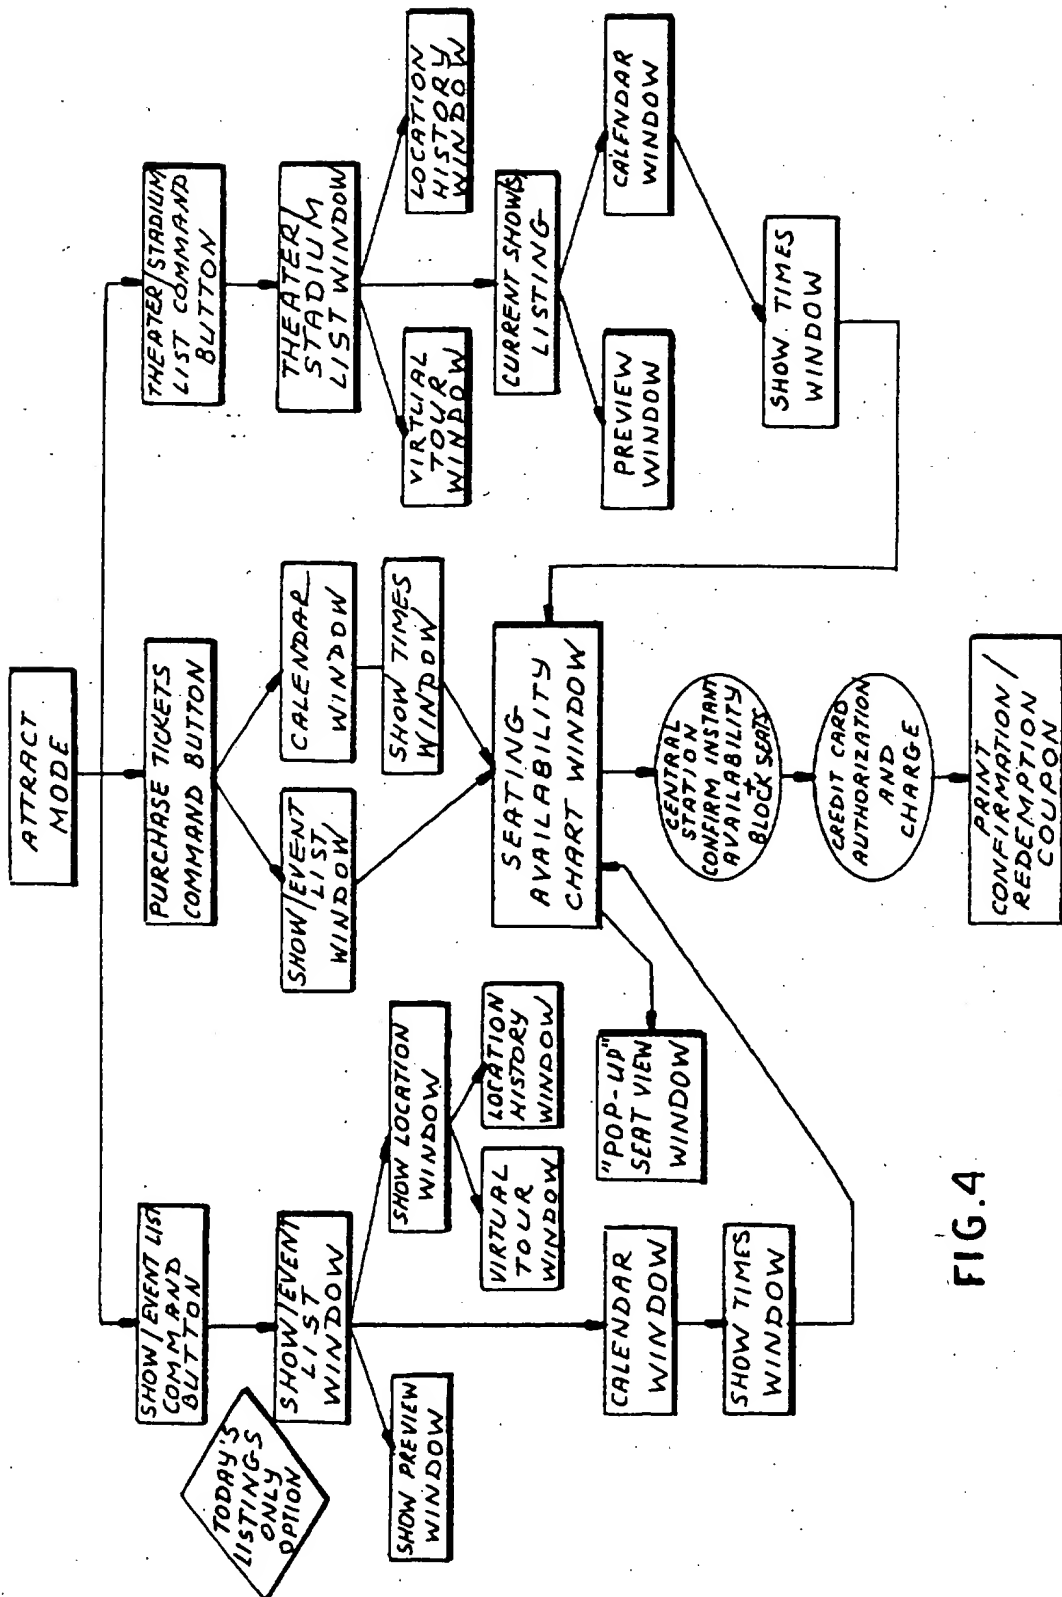 ATTRACT
MODE
SHOW/EVENT LIST
COMMAND
BUTTON
PURCHASE TICKETS
COMMAND BUTTON
THEATER/STADIUM
LIST COMMAND
BUTTON
TODAY'S
LISTINGS
ONLY
OPTION
SHOW/EVENT
LIST
WINDOW
SHOW/EVENT
LIST
WINDOW
CALENDAR
WINDOW
THEATER/
STADIUM
LIST WINDOW
SHOW PREVIEW
WINDOW
SHOW LOCATION
WINDOW
SHOW TIMES
WINDOW
VIRTUAL
TOUR
WINDOW
LOCATION
HISTORY
WINDOW
VIRTUAL
TOUR
WINDOW
LOCATION
HISTORY
WINDOW
SEATING
AVAILABILITY
CHART WINDOW
CURRENT SHOW(S)
LISTING
CALENDAR
WINDOW
"POP-UP"
SEAT VIEW
WINDOW
PREVIEW
WINDOW
CALENDAR
WINDOW
SHOW TIMES
WINDOW
CENTRAL
STATION
CONFIRM INSTANT
AVAILABILITY
+
BLOCK SEATS
SHOW TIMES
WINDOW
CREDIT CARD
AUTHORIZATION
AND
CHARGE
PRINT
CONFIRMATION/
REDEMPTION
COUPON
FIG.4